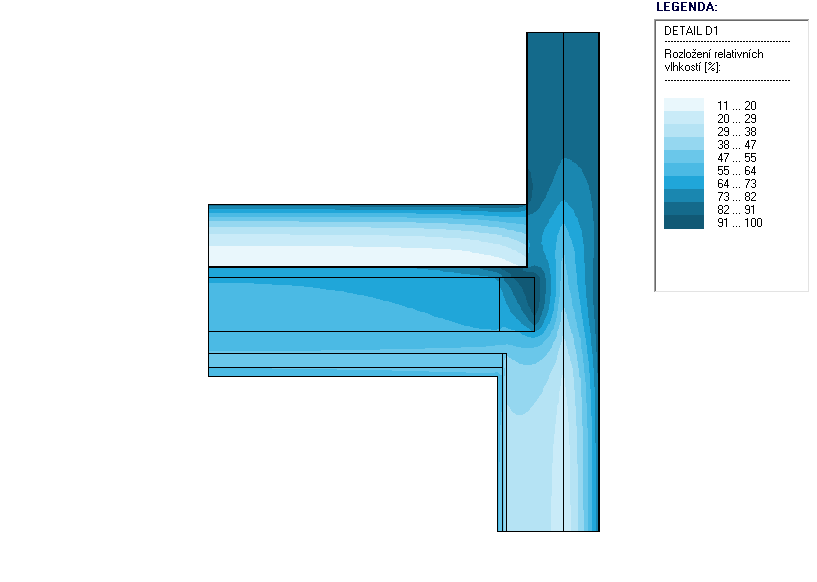 LEGENDA:
DETAIL D1
Rozložení relativních
vlhkostí [%]:
11 ... 20
20 ... 29
29 ... 38
38 ... 47
47 ... 55
55 ... 64
64 ... 73
73 ... 82
82 ... 91
91 ... 100